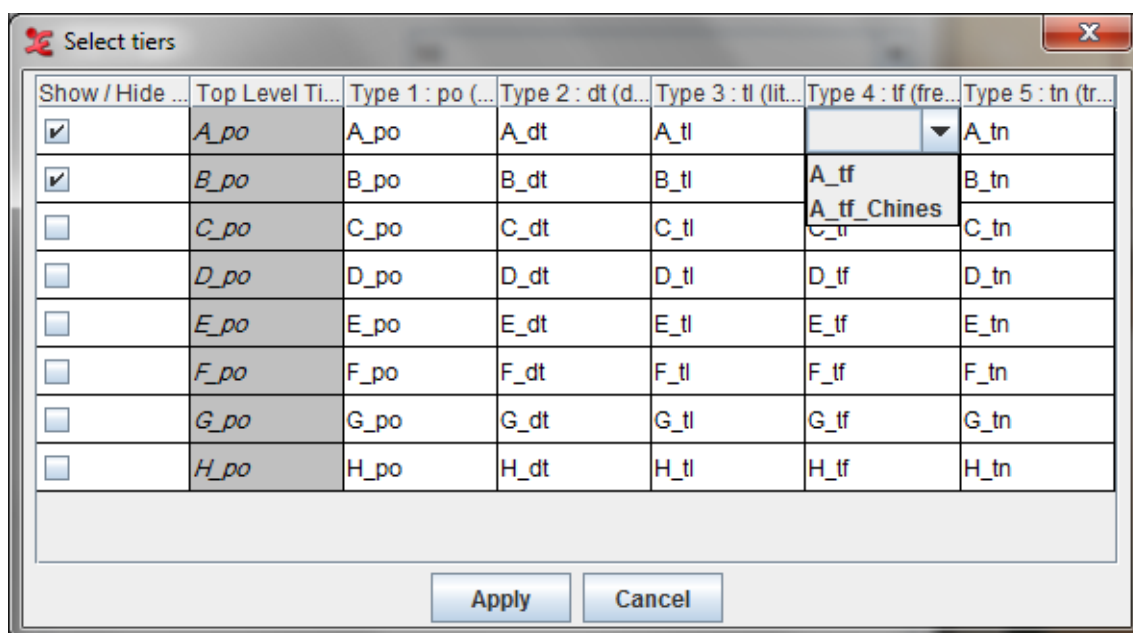 Select tiers
Show / Hide ... Top Level Ti... Type 1 : po (... Type 2 : dt (d... Type 3 : tl (lit... Type 4 : tf (fre... Type 5 : tn (tr...
A_po A_po A_dt A_tl A_tn
B_po B_po B_dt B_tl A_tf B_tn
A_tf_Chines
C_po C_po C_dt C_tl C_tf C_tn
D_po D_po D_dt D_tl D_tf D_tn
E_po E_po E_dt E_tl E_tf E_tn
F_po F_po F_dt F_tl F_tf F_tn
G_po G_po G_dt G_tl G_tf G_tn
H_po H_po H_dt H_tl H_tf H_tn
Apply Cancel